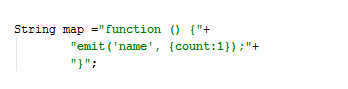 String map ="function () {"+
"emit('name', {count:1});"+
"}";